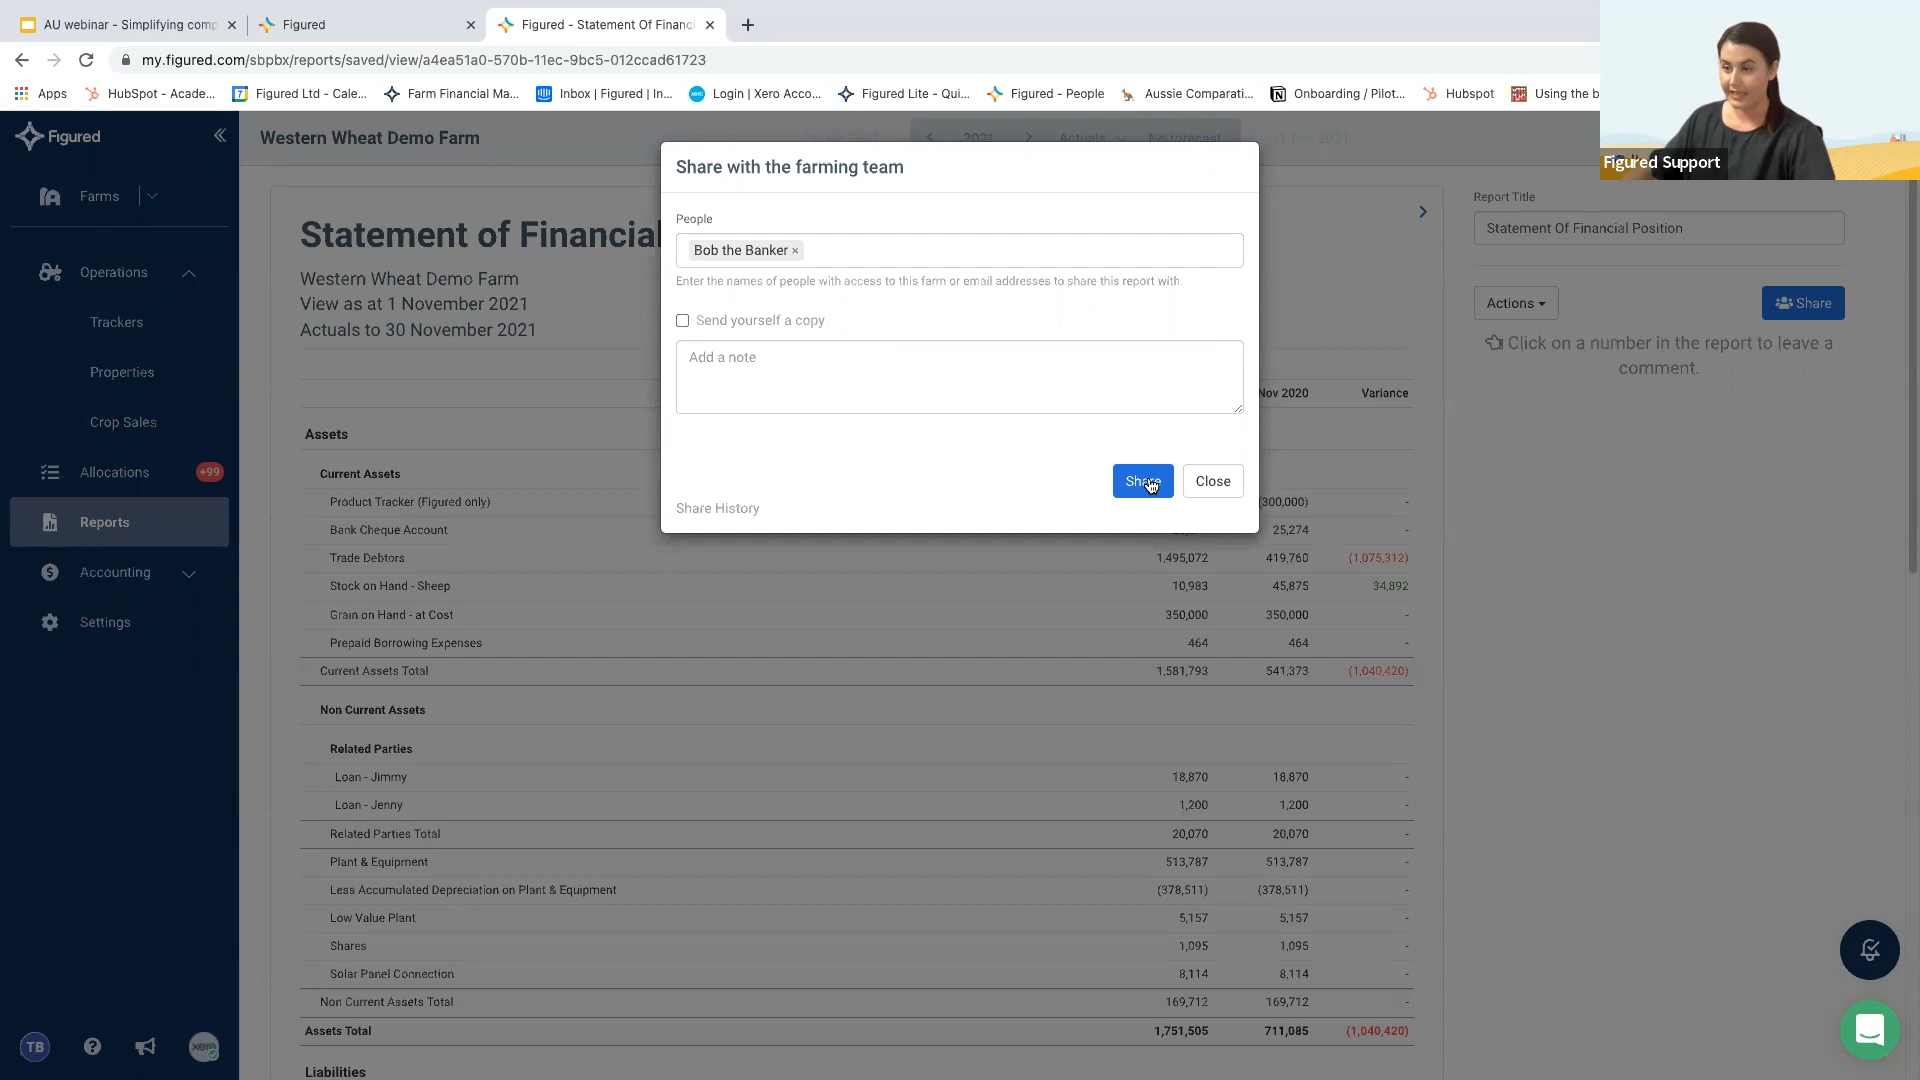 AU webinar - Simplifying comp
Figured
Figured - Statement Of Financi
my.figured.com/sbpbx/reports/saved/view/a4ea51a0-570b-11ec-9bc5-012ccad61723
Apps
HubSpot - Acade...
Figured Ltd - Cale...
Farm Financial Ma...
Inbox | Figured | In...
Login | Xero Acco...
Figured Lite - Qui...
Figured - People
Aussie Comparati...
Onboarding / Pilot...
Hubspot
Using the b
Figured Support
Figured
Western Wheat Demo Farm
2021
Actuals
No forecast
31 Dec 2021
Farms
Operations
Trackers
Properties
Crop Sales
Allocations +99
Reports
Accounting
Settings
TB
xero
Share with the farming team
People
Bob the Banker ×
Enter the names of people with access to this farm or email addresses to share this report with.
Send yourself a copy
Add a note
Share
Close
Share History
Statement of Financial
Western Wheat Demo Farm
View as at 1 November 2021
Actuals to 30 November 2021
Nov 2020 Variance
Assets
Current Assets
Product Tracker (Figured only) (300,000)
Bank Cheque Account 25,274
Trade Debtors 1,495,072 419,760 (1,075,312)
Stock on Hand - Sheep 10,983 45,875 34,892
Grain on Hand - at Cost 350,000 350,000 -
Prepaid Borrowing Expenses 464 464 -
Current Assets Total 1,581,793 541,373 (1,040,420)
Non Current Assets
Related Parties
Loan - Jimmy 18,870 18,870 -
Loan - Jenny 1,200 1,200 -
Related Parties Total 20,070 20,070 -
Plant & Equipment 513,787 513,787 -
Less Accumulated Depreciation on Plant & Equipment (378,511) (378,511) -
Low Value Plant 5,157 5,157 -
Shares 1,095 1,095 -
Solar Panel Connection 8,114 8,114 -
Non Current Assets Total 169,712 169,712 -
Assets Total 1,751,505 711,085 (1,040,420)
Liabilities
Report Title
Statement Of Financial Position
Actions
Share
Click on a number in the report to leave a
comment.